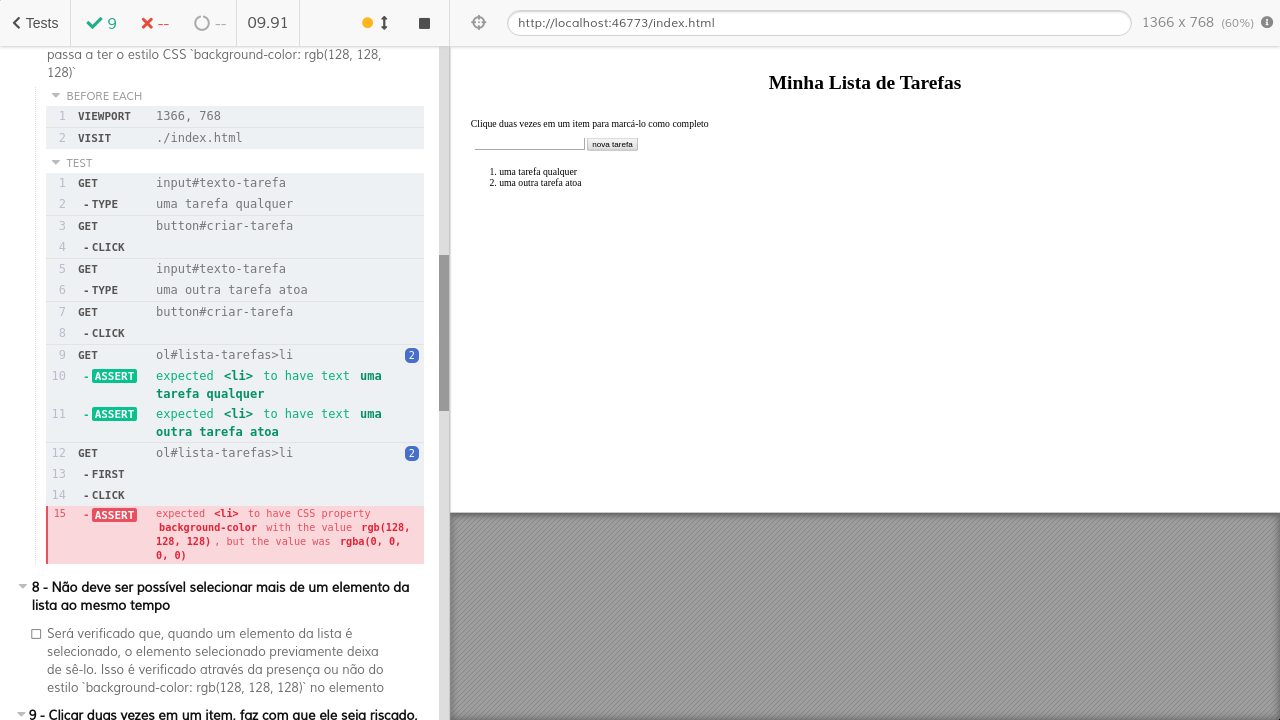 Tests 9 -- -- 09.91
http://localhost:46773/index.html 1366 x 768 (60%)
passa a ter o estilo CSS `background-color: rgb(128, 128,
128)`
BEFORE EACH
1 VIEWPORT 1366, 768
2 VISIT ./index.html
TEST
1 GET input#texto-tarefa
2 - TYPE uma tarefa qualquer
3 GET button#criar-tarefa
4 - CLICK
5 GET input#texto-tarefa
6 - TYPE uma outra tarefa atoa
7 GET button#criar-tarefa
8 - CLICK
9 GET ol#lista-tarefas>li 2
10 - ASSERT expected <li> to have text uma
tarefa qualquer
11 - ASSERT expected <li> to have text uma
outra tarefa atoa
12 GET ol#lista-tarefas>li 2
13 - FIRST
14 - CLICK
15 - ASSERT expected <li> to have CSS property
background-color with the value rgb(128,
128, 128) , but the value was rgba(0, 0,
0, 0)
8 - Não deve ser possível selecionar mais de um elemento da
lista ao mesmo tempo
Será verificado que, quando um elemento da lista é
selecionado, o elemento selecionado previamente deixa
de sê-lo. Isso é verificado através da presença ou não do
estilo `background-color: rgb(128, 128, 128)` no elemento
9 - Clicar duas vezes em um item, faz com que ele seja riscado,
Minha Lista de Tarefas
Clique duas vezes em um item para marcá-lo como completo
nova tarefa
1. uma tarefa qualquer
2. uma outra tarefa atoa